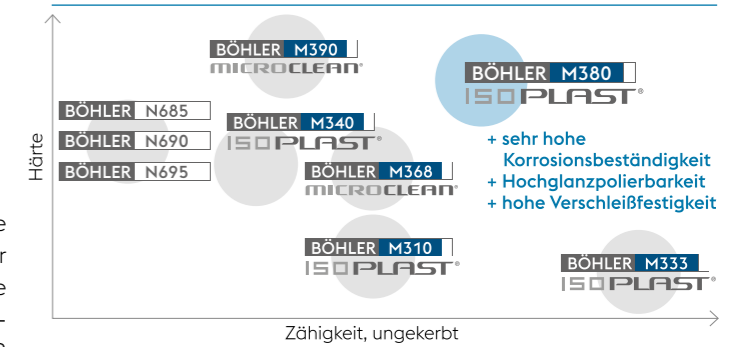 BÖHLER M390
MICROCLEAN®
BÖHLER M380
ISOPLAST®
BÖHLER N685
BÖHLER N690
BÖHLER N695
BÖHLER M340
ISOPLAST®
+ sehr hohe
Korrosionsbeständigkeit
+ Hochglanzpolierbarkeit
+ hohe Verschleißfestigkeit
BÖHLER M368
MICROCLEAN®
BÖHLER M310
ISOPLAST®
BÖHLER M333
ISOPLAST®
Härte
Zähigkeit, ungekerbt
e
r
e
-